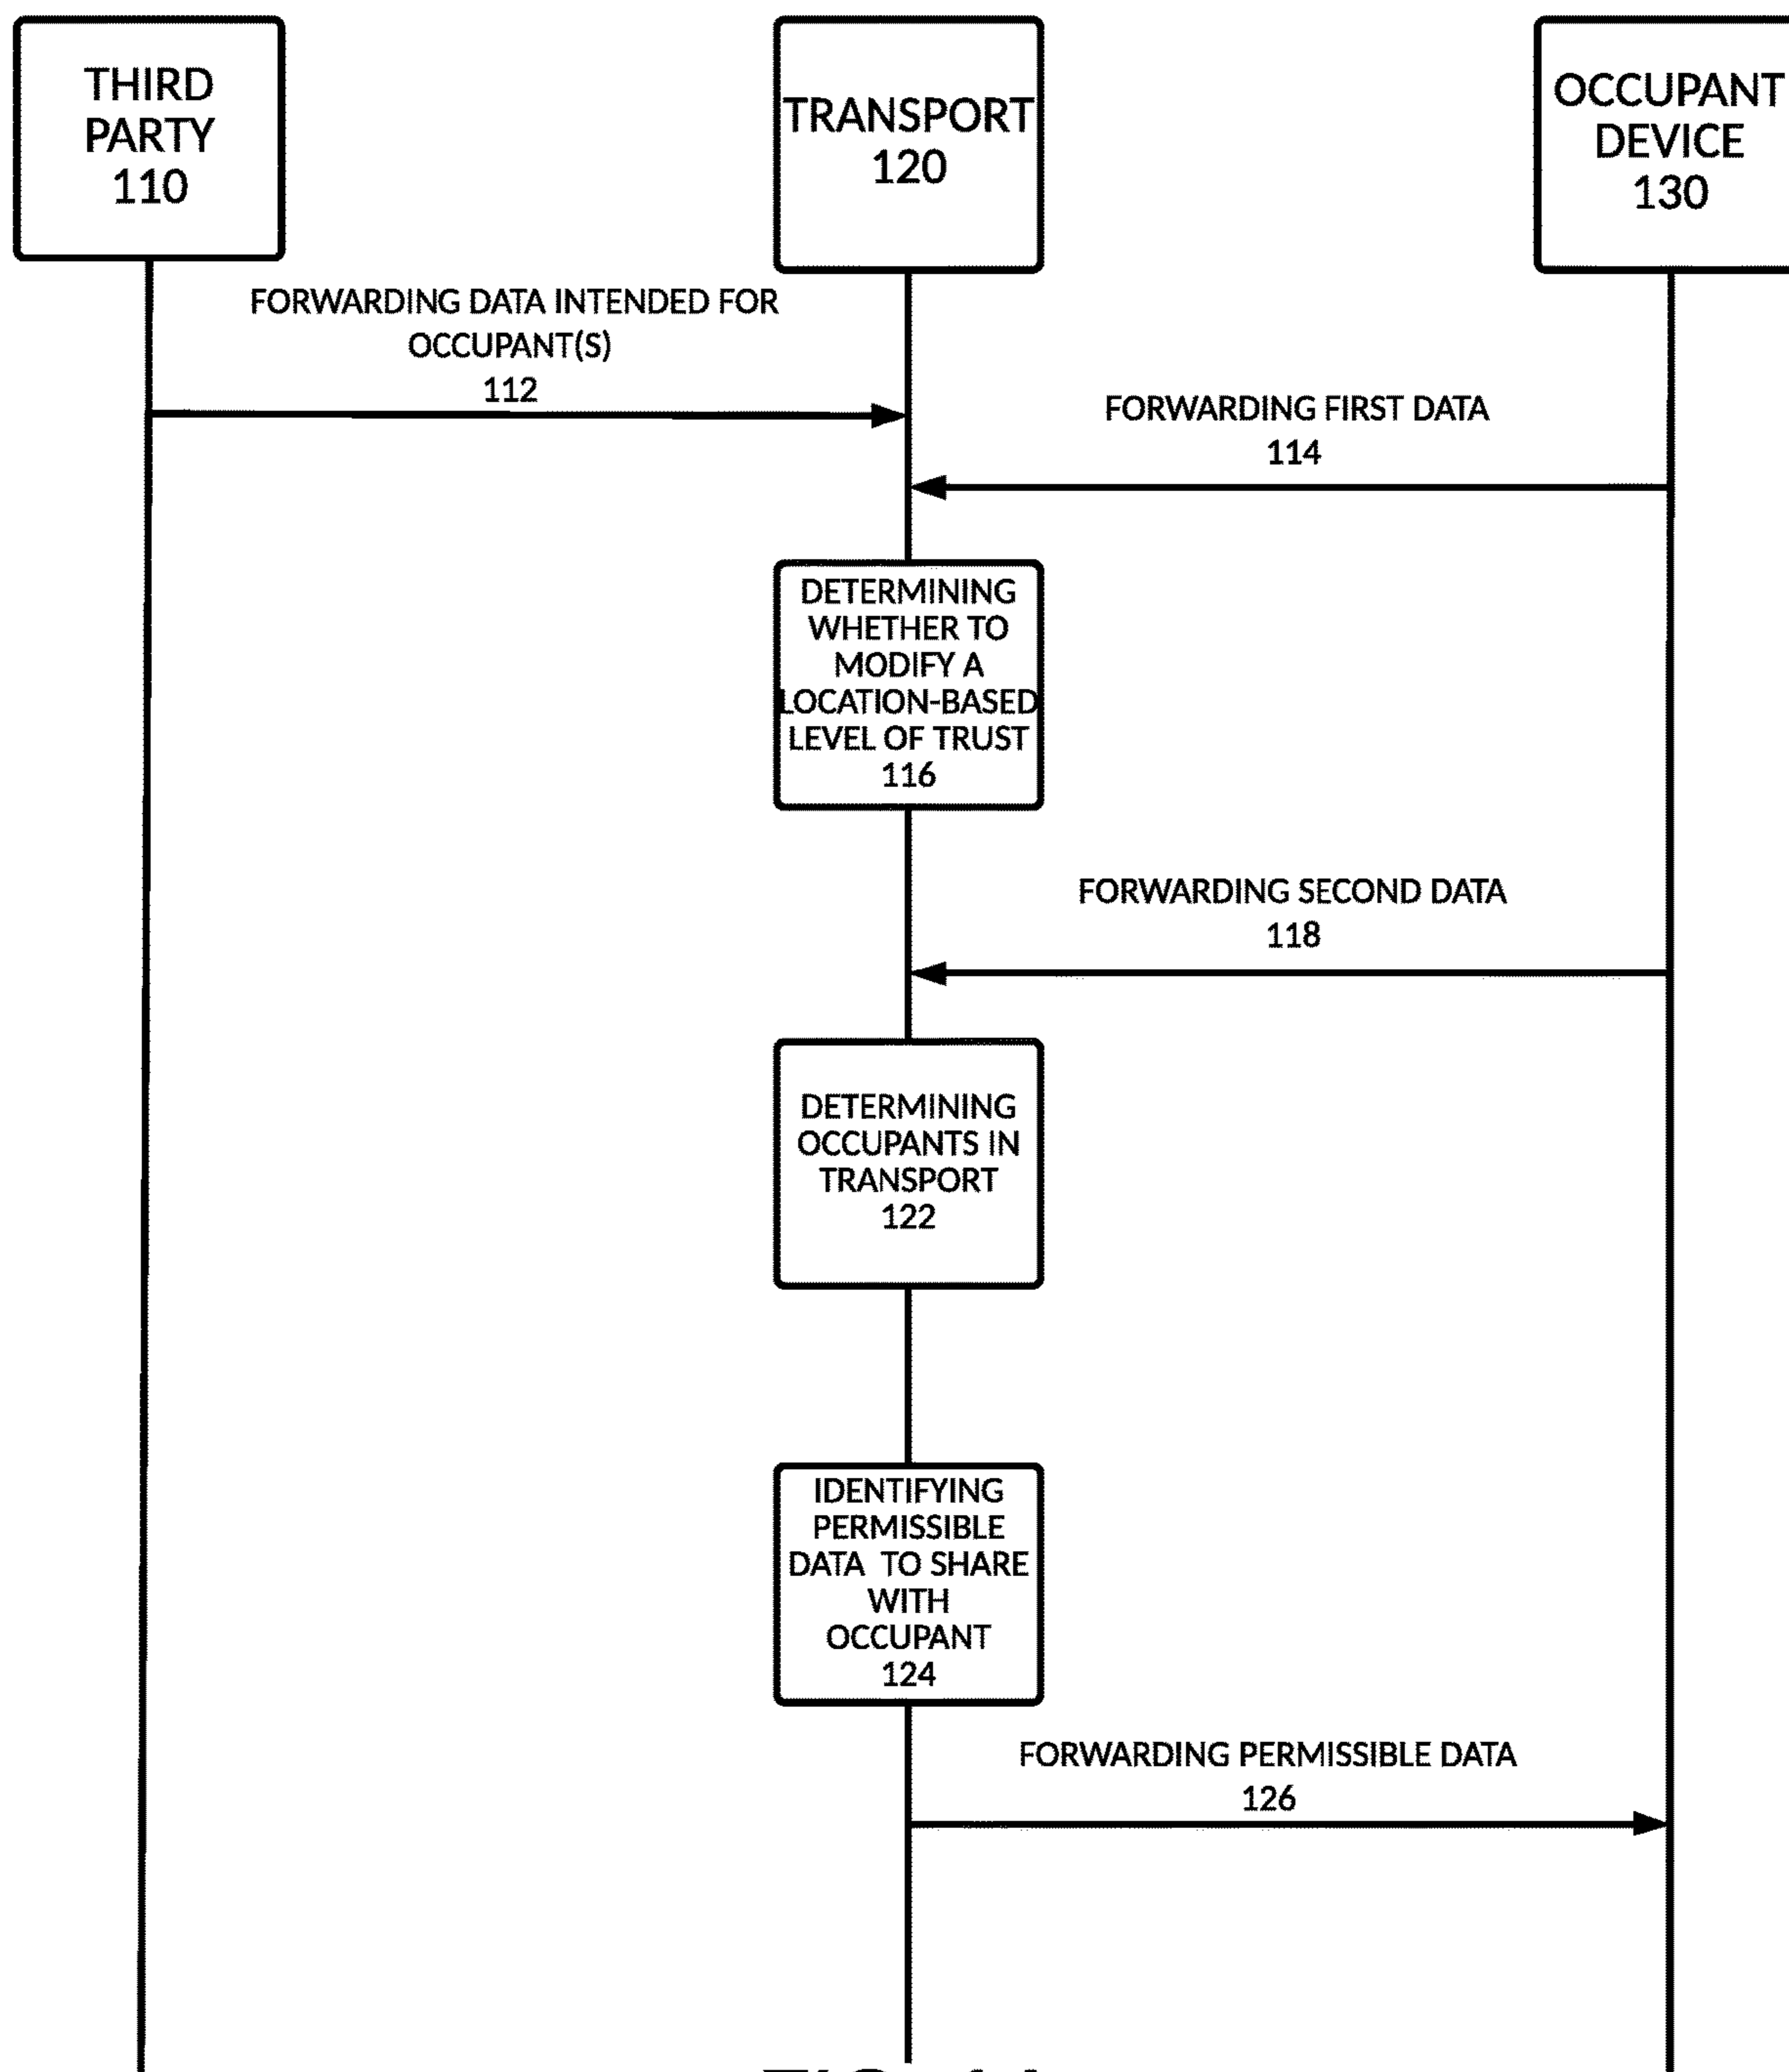 THIRD
PARTY
110
TRANSPORT
120
OCCUPANT
DEVICE
130
FORWARDING DATA INTENDED FOR
OCCUPANT(S)
112
FORWARDING FIRST DATA
114
DETERMINING
WHETHER TO
MODIFY A
LOCATION-BASED
LEVEL OF TRUST
116
FORWARDING SECOND DATA
118
DETERMINING
OCCUPANTS IN
TRANSPORT
122
IDENTIFYING
PERMISSIBLE
DATA  TO SHARE
WITH
OCCUPANT
124
FORWARDING PERMISSIBLE DATA
126